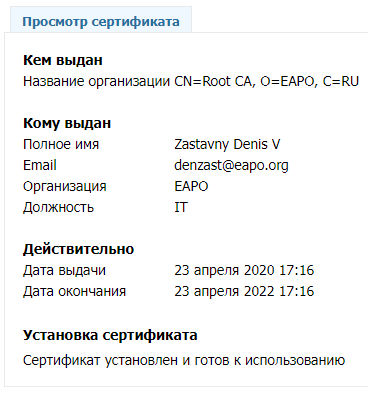 Просмотр сертификата
Кем выдан
Название организации CN=Root CA, O=EAPO, C=RU
Кому выдан
Полное имя Zastavny Denis V
Email denzast@eapo.org
Организация EAPO
Должность IT
Действительно
Дата выдачи 23 апреля 2020 17:16
Дата окончания 23 апреля 2022 17:16
Установка сертификата
Сертификат установлен и готов к использованию